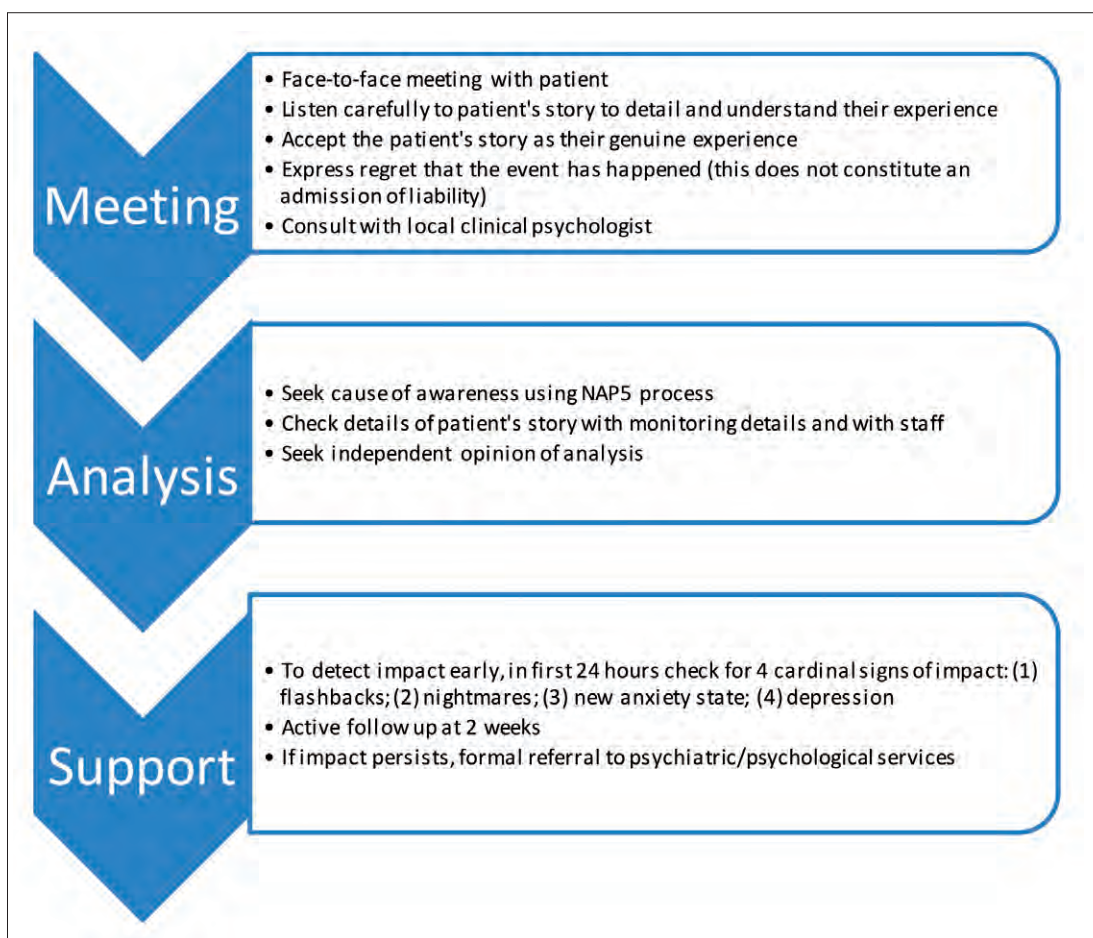 Meeting
• Face-to-face meeting with patient
• Listen carefully to patient's story to detail and understand their experience
• Accept the patient's story as their genuine experience
• Express regret that the event has happened (this does not constitute an
admission of liability)
• Consult with local clinical psychologist
Analysis
• Seek cause of awareness using NAP5 process
• Check details of patient's story with monitoring details and with staff
• Seek independent opinion of analysis
Support
• To detect impact early, in first 24 hours check for 4 cardinal signs of impact: (1)
flashbacks; (2) nightmares; (3) new anxiety state; (4) depression
• Active follow up at 2 weeks
• If impact persists, formal referral to psychiatric/psychological services